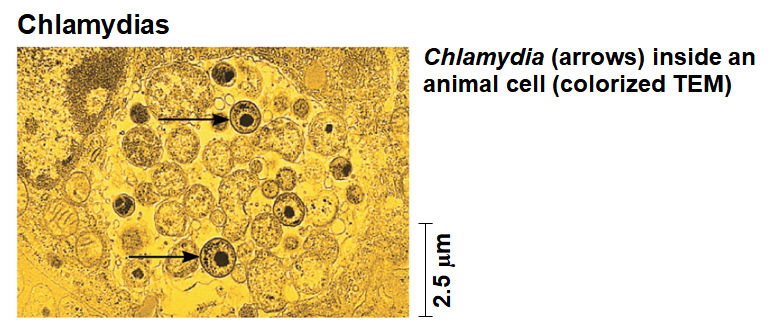 Chlamydias
Chlamydia (arrows) inside an
animal cell (colorized TEM)
2.5 μm